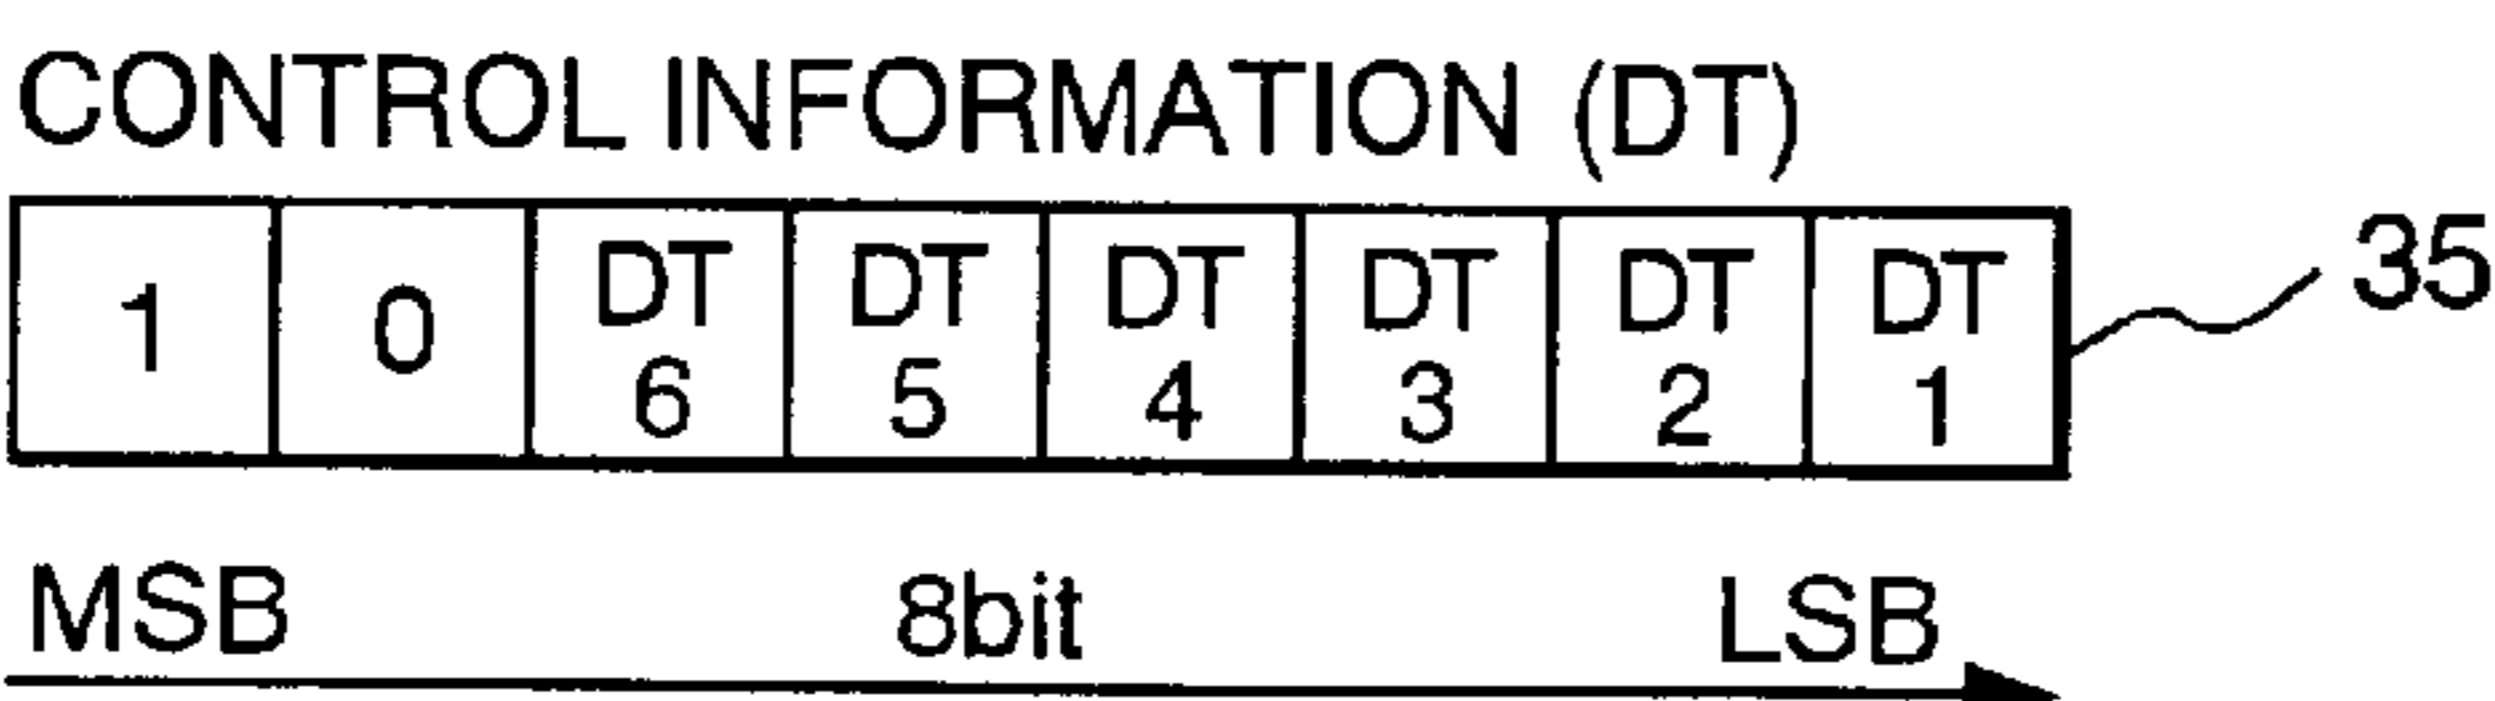 CONTROL INFORMATION (DT)
1 0 DT 6 DT 5 DT 4 DT 3 DT 2 DT 1
35
MSB 8bit LSB